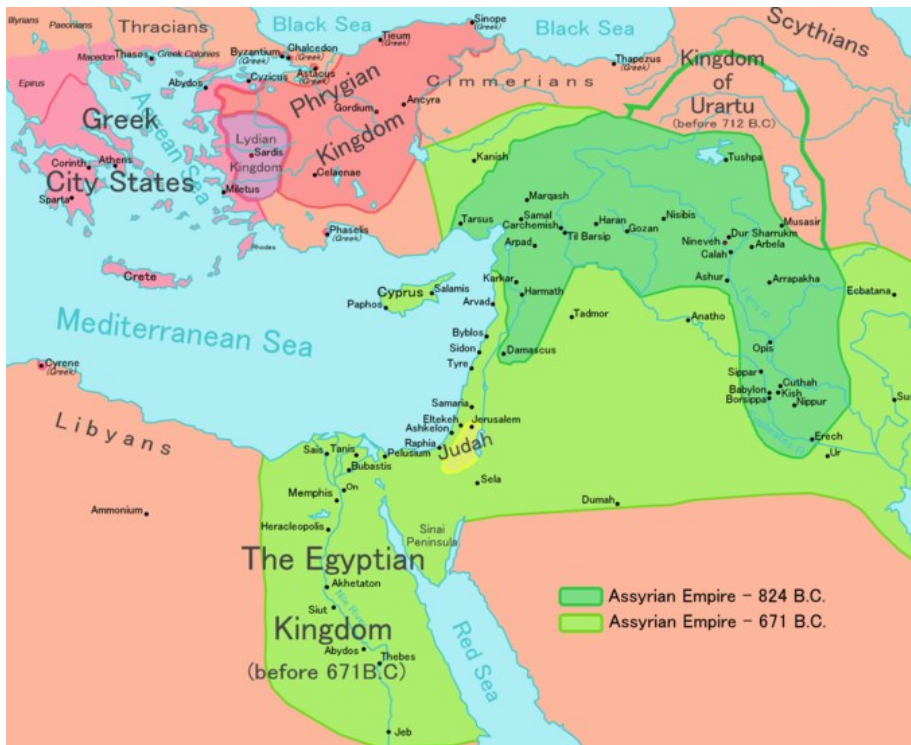 Illyrians
Paeonians
Thracians
Black Sea
Sinope
(Greek)
Black Sea
Scythians
Tieum
(Greek)
Macedon
Thasos
Greek Colonies
Byzantium
Chalcedon
(Greek)
Astacus
(Greek)
Thapezus
(Greek)
Kingdom
of
Urartu
(before 712 B.C)
Epirus
Abydos
Cyzicus
Cimmerians
Phrygian
Kingdom
Gordium
Ancyra
Aegean Sea
Greek
City States
Lydian
Kingdom
Sardis
Kanish
Tushpa
Corinth
Athens
Celaenae
Sparta
Miletus
Marqash
Tarsus
Samal
Carchemish
Haran
Nisibis
Musasir
Phaselis
(Greek)
Til Barsip
Gozan
Dur Sharrukm
Rhodes
Arpad
Nineveh
Arbela
Calah
Crete
Karkar
Ashur
Arrapakha
Cyprus
Salamis
Harmath
Ecbatana
Paphos
Arvad
Tadmor
Anatho
Mediterranean Sea
Byblos
Sidon
Damascus
Opis
Tyre
Cyrene
(Greek)
Sippar
Cuthah
Babylon
Kish
Borsippa
Nippur
Sus
Samaria
Eltekeh
Jerusalem
Ashkelon
Libyans
Raphia
Judah
Euphrates R.
Erech
Ur
Sais
Tanis
Pelusium
Bubastis
On
Sela
Memphis
Dumah
Ammonium
Heracleopolis
Sinai
Peninsula
The Egyptian
Kingdom
(before 671B.C)
Akhetaton
Siut
Abydos
Thebes
Red Sea
Jeb
Assyrian Empire – 824 B.C.
Assyrian Empire – 671 B.C.